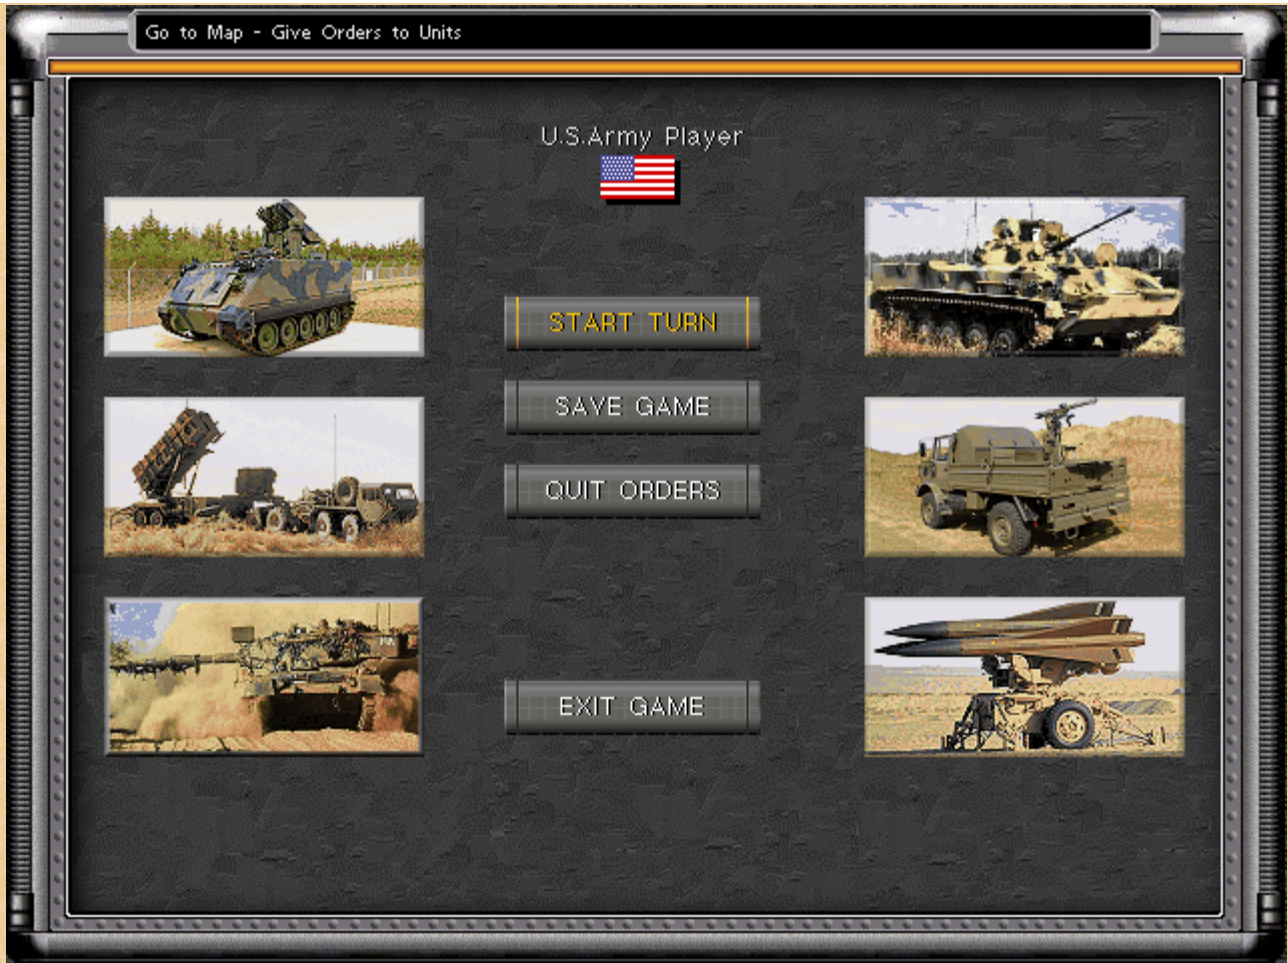 Go to Map - Give Orders to Units
U.S.Army Player
START TURN
SAVE GAME
QUIT ORDERS
EXIT GAME